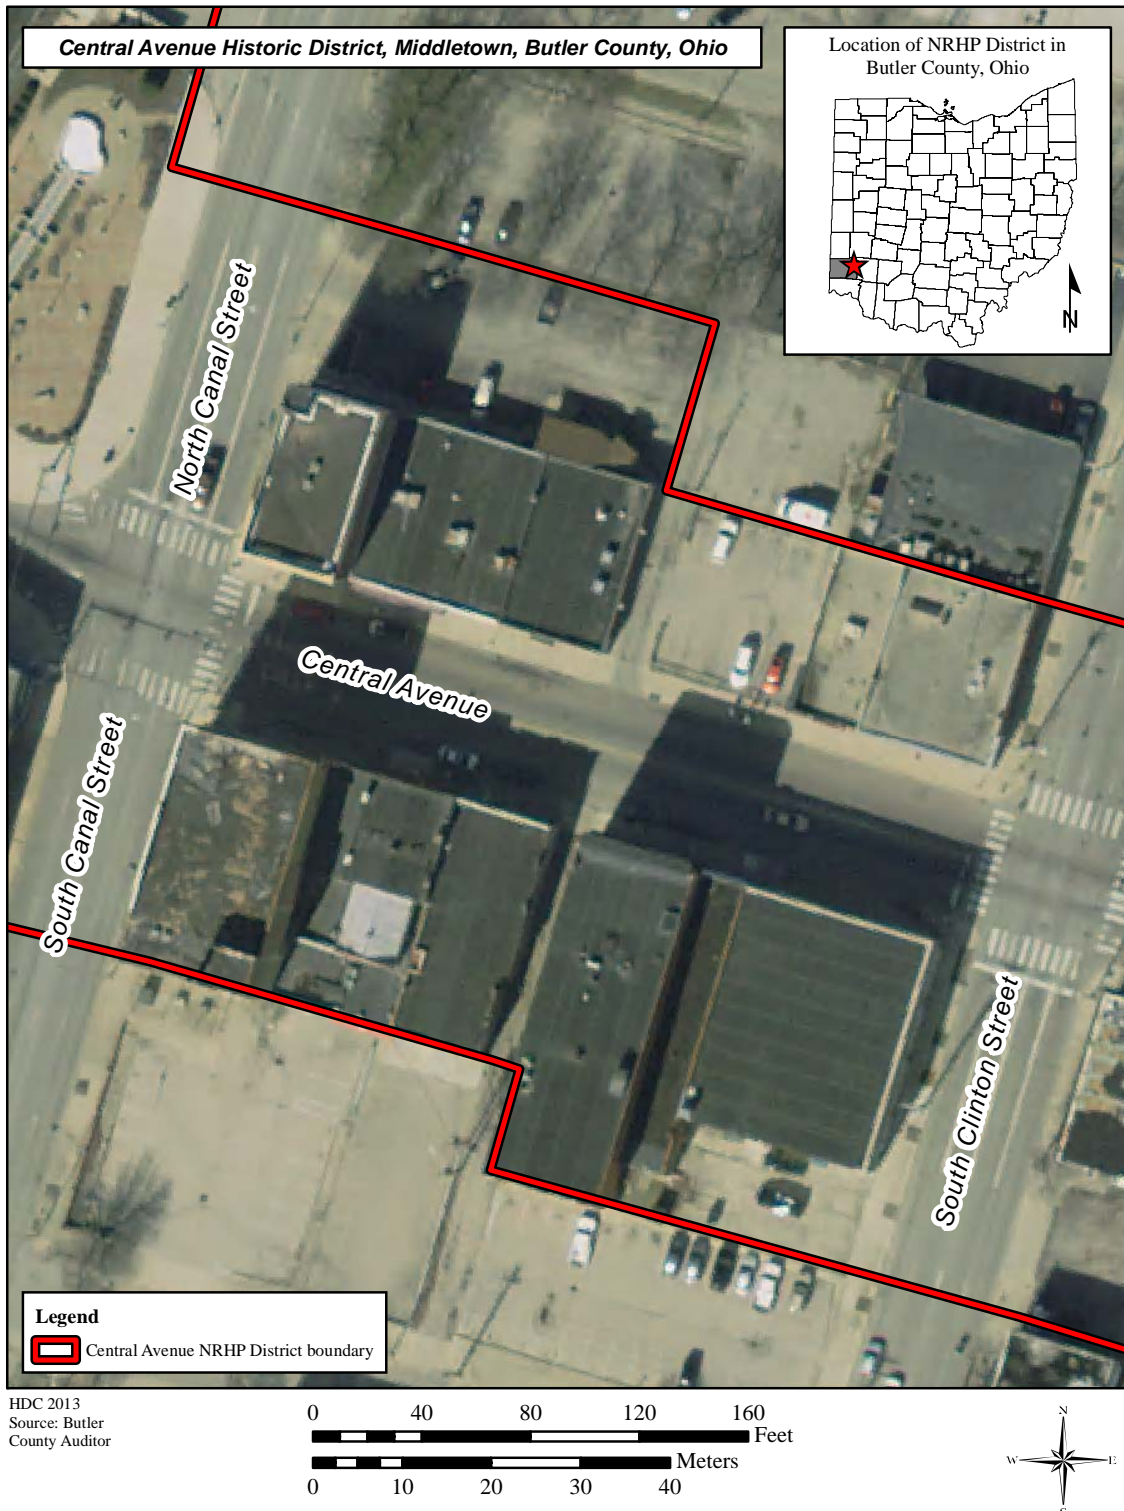 Central Avenue Historic District, Middletown, Butler County, Ohio
Location of NRHP District in
Butler County, Ohio
N
North Canal Street
Central Avenue
South Canal Street
South Clinton Street
Legend
Central Avenue NRHP District boundary
HDC 2013
Source: Butler
County Auditor
0 40 80 120 160
Feet
Meters
0 10 20 30 40
N
W E
S